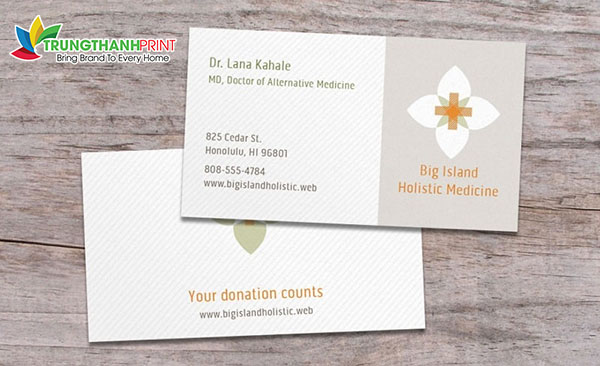 TRUNGTHANHPRINT
Bring Brand To Every Home
Dr. Lana Kahale
MD, Doctor of Alternative Medicine
825 Cedar St.
Honolulu, HI 96801
808-555-4784
www.bigislandholistic.web
Big Island
Holistic Medicine
Your donation counts
www.bigislandholistic.web